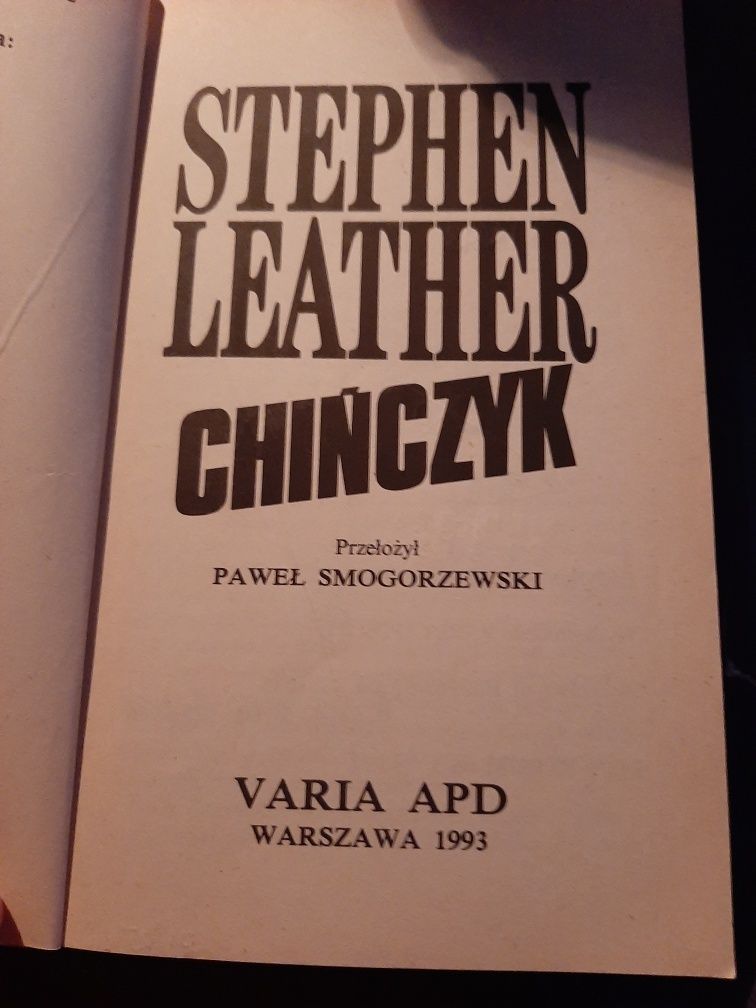 a:
STEPHEN
LEATHER
CHIŃCZYK
Przełożył
PAWEŁ SMOGORZEWSKI
VARIA APD
WARSZAWA 1993